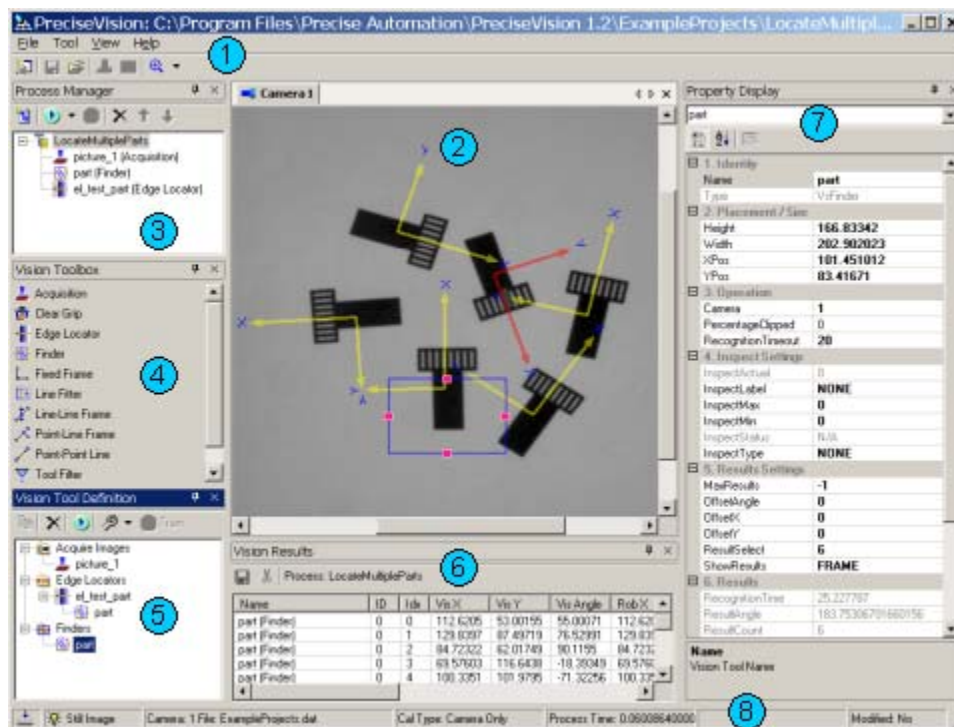 PreciseVision: C:\Program Files\Precise Automation\PreciseVision 1.2\ExampleProjects\LocateMultipl...
File Tool View Help
1
Process Manager
LocateMultipleParts
picture_1 (Acquisition)
part (Finder)
el_test_part (Edge Locator)
3
Vision Toolbox
Acquisition
Clear Grip
Edge Locator
Finder
Fixed Frame
Line Fitter
Line-Line Frame
Point-Line Frame
Point-Point Line
Tool Filter
4
Vision Tool Definition
Train
Acquire Images
picture_1
Edge Locators
el_test_part
part
Finders
part
5
Camera1
2
Vision Results
6
Process: LocateMultipleParts
Name ID Idx Vis X Vis Y Vis Angle Rob X
part (Finder) 0 0 112.6205 53.00155 55.00071 112.620
part (Finder) 0 1 129.8397 87.49719 76.52991
part (Finder) 0 2 84.72322 62.01749 90.1155 84.7232
part (Finder) 0 3 69.57603 116.6438 -18.39349 69.5760
part (Finder) 0 4 100.3351 101.9795 -71.32256
Property Display
7
part
1. Identity
Name part
Type VsFinder
2. Placement / Size
Height 166.83342
Width 202.902023
XPos 101.451012
YPos 83.41671
3. Operation
Camera 1
PercentageClipped 0
RecognitionTimeout 20
4. Inspect Settings
InspectActual 0
InspectLabel NONE
InspectMax 0
InspectMin 0
InspectStatus N/A
InspectType NONE
5. Results Settings
MaxResults -1
OffsetAngle 0
OffsetX 0
OffsetY 0
ResultSelect 6
ShowResults FRAME
6. Results
RecognitionTime 25.227787
ResultAngle 183.75306701660156
ResultCount 6
Name
Vision Tool Name
Still Image Camera: 1 File: ExampleProjects.dat Cal Type: Camera Only Process Time: 0.06008640000 8 Modified: No